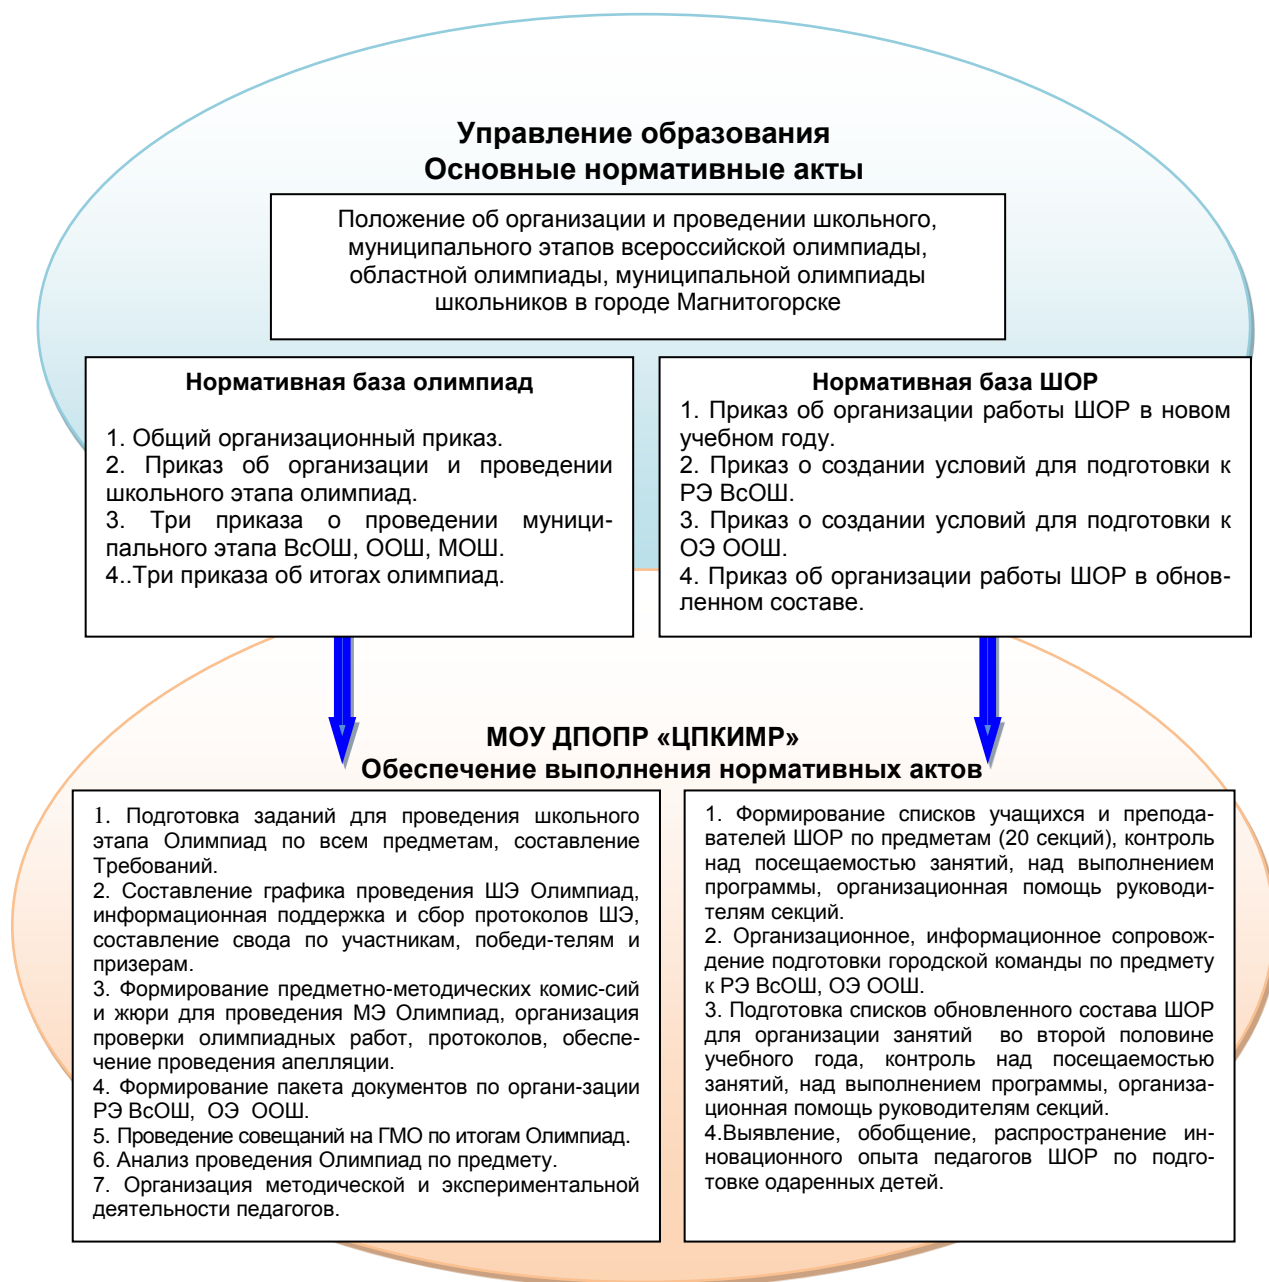 Управление образования
Основные нормативные акты
Положение об организации и проведении школьного,
муниципального этапов всероссийской олимпиады,
областной олимпиады, муниципальной олимпиады
школьников в городе Магнитогорске
Нормативная база олимпиад
1. Общий организационный приказ.
2. Приказ об организации и проведении
школьного этапа олимпиад.
3. Три приказа о проведении муници-
пального этапа ВсОШ, ООШ, МОШ.
4..Три приказа об итогах олимпиад.
Нормативная база ШОР
1. Приказ об организации работы ШОР в новом
учебном году.
2. Приказ о создании условий для подготовки к
РЭ ВсОШ.
3. Приказ о создании условий для подготовки к
ОЭ ООШ.
4. Приказ об организации работы ШОР в обнов-
ленном составе.
МОУ ДПОПР «ЦПКИМР»
Обеспечение выполнения нормативных актов
1. Подготовка заданий для проведения школьного
этапа Олимпиад по всем предметам, составление
Требований.
2. Составление графика проведения ШЭ Олимпиад,
информационная поддержка и сбор протоколов ШЭ,
составление свода по участникам, победи-телям и
призерам.
3. Формирование предметно-методических комис-сий
и жюри для проведения МЭ Олимпиад, организация
проверки олимпиадных работ, протоколов, обеспе-
чение проведения апелляции.
4. Формирование пакета документов по органи-зации
РЭ ВсОШ, ОЭ ООШ.
5. Проведение совещаний на ГМО по итогам Олимпиад.
6. Анализ проведения Олимпиад по предмету.
7. Организация методической и экспериментальной
деятельности педагогов.
1. Формирование списков учащихся и препода-
вателей ШОР по предметам (20 секций), контроль
над посещаемостью занятий, над выполнением
программы, организационная помощь руководи-
телям секций.
2. Организационное, информационное сопровож-
дение подготовки городской команды по предмету
к РЭ ВсОШ, ОЭ ООШ.
3. Подготовка списков обновленного состава ШОР
для организации занятий во второй половине
учебного года, контроль над посещаемостью
занятий, над выполнением программы, организа-
ционная помощь руководителям секций.
4.Выявление, обобщение, распространение ин-
новационного опыта педагогов ШОР по подго-
товке одаренных детей.